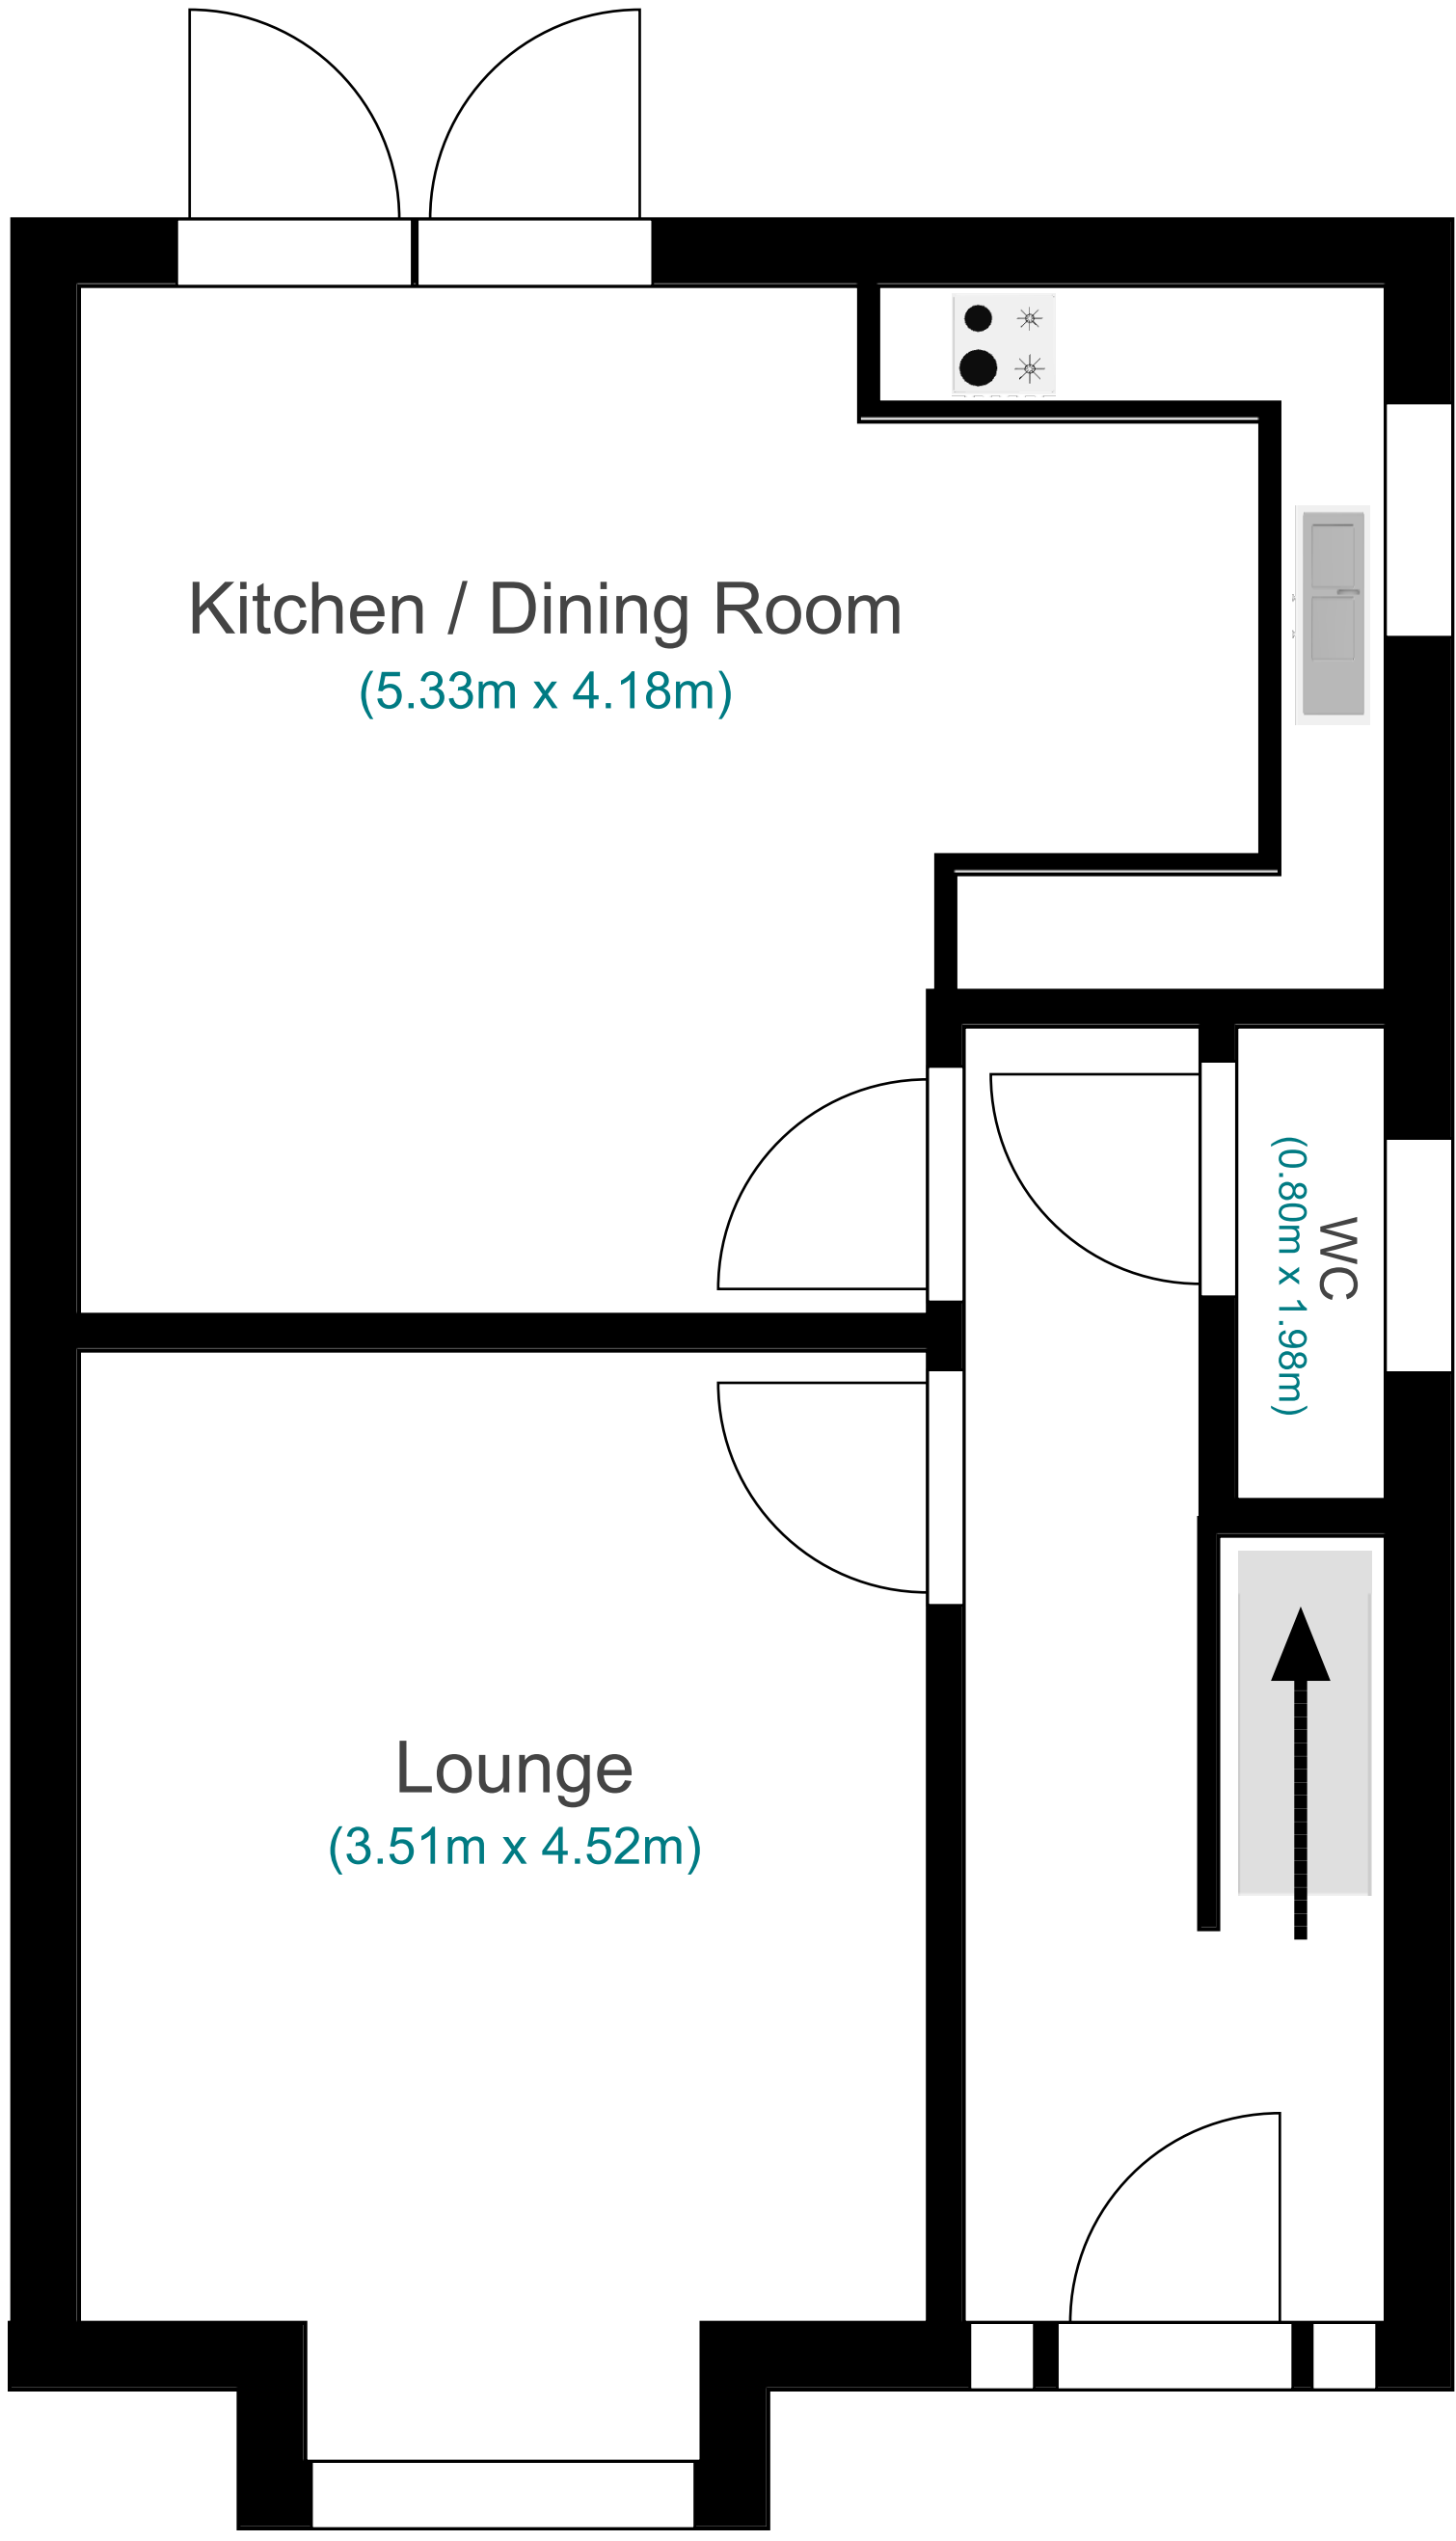 Kitchen / Dining Room
(5.33m x 4.18m)
WC
(0.80m x 1.98m)
Lounge
(3.51m x 4.52m)